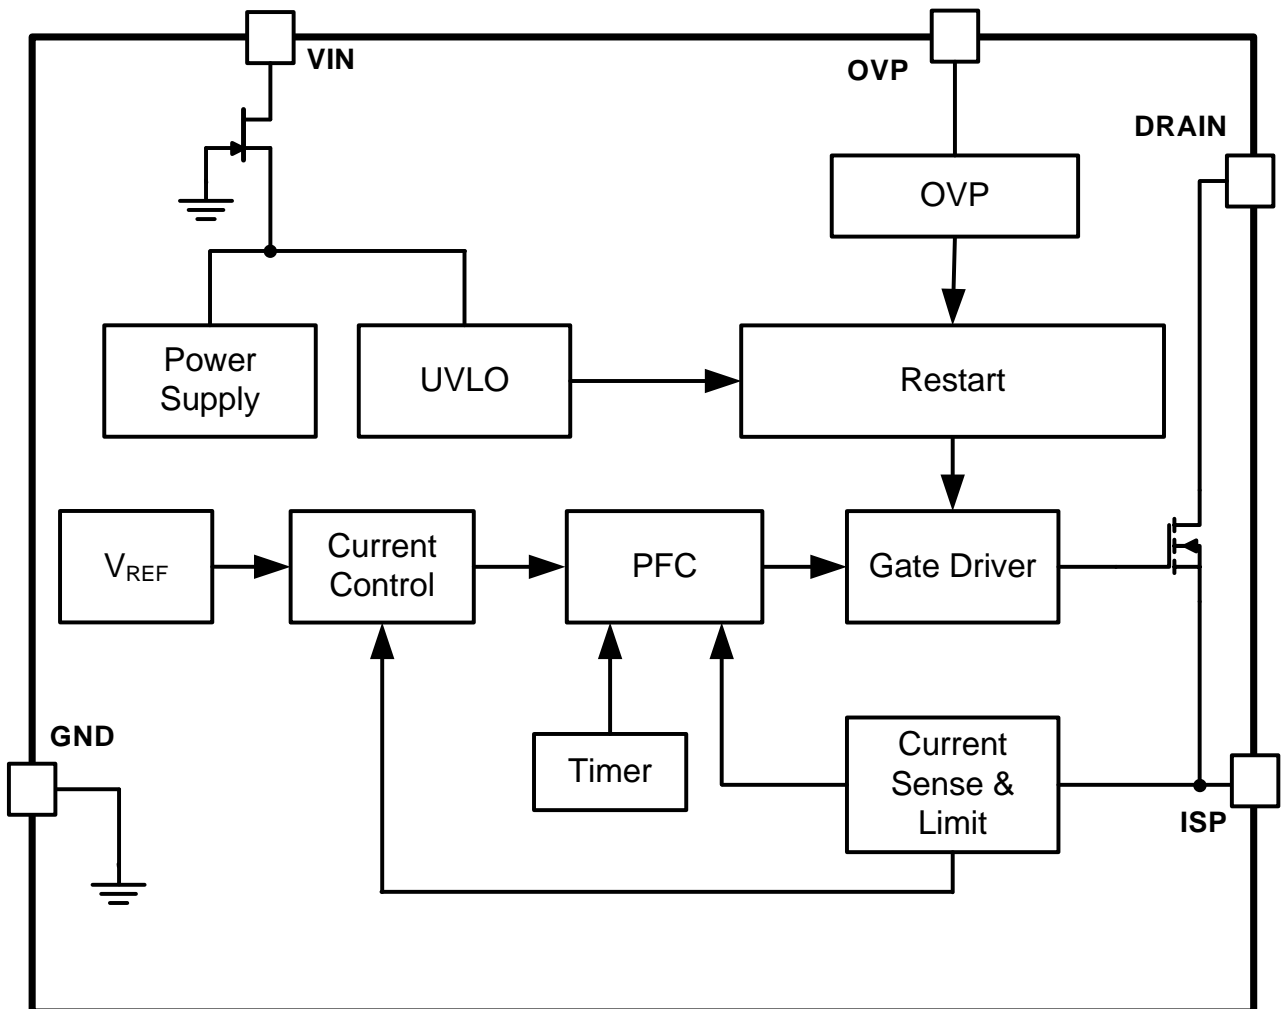 VIN
OVP
DRAIN
OVP
Power
Supply
UVLO
Restart
VREF
Current
Control
PFC
Gate Driver
GND
Timer
Current
Sense &
Limit
ISP